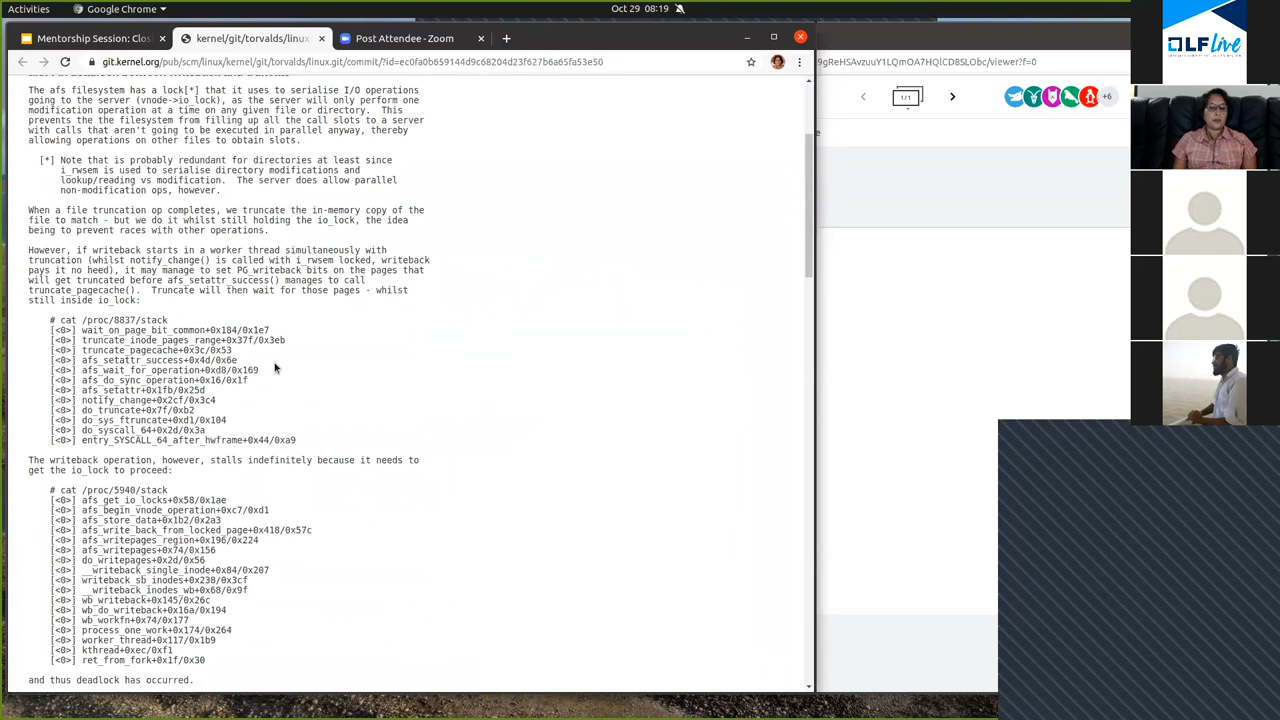 Activities
Google Chrome
Oct 29 08:19
Mentorship Session: Clos
kernel/git/torvalds/linux
Post Attendee - Zoom
git.kernel.org/pub/scm/linux/kernel/git/torvalds/linux.git/commit/?id=ec0fa0b659144d9c68204d23f627b6a65fa53e50
9gReHSAvzuuY1LQmOA7HQlCD8SLObc/viewer?f=0
1/1
+6
LF Live
The afs filesystem has a lock[*] that it uses to serialise I/O operations
going to the server (vnode->io_lock), as the server will only perform one
modification operation at a time on any given file or directory.  This
prevents the the filesystem from filling up all the call slots to a server
with calls that aren't going to be executed in parallel anyway, thereby
allowing operations on other files to obtain slots.
[*] Note that is probably redundant for directories at least since
i_rwsem is used to serialise directory modifications and
lookup/reading vs modification.  The server does allow parallel
non-modification ops, however.
When a file truncation op completes, we truncate the in-memory copy of the
file to match - but we do it whilst still holding the io_lock, the idea
being to prevent races with other operations.
However, if writeback starts in a worker thread simultaneously with
truncation (whilst notify_change() is called with i_rwsem locked, writeback
pays it no heed), it may manage to set PG_writeback bits on the pages that
will get truncated before afs_setattr_success() manages to call
truncate_pagecache().  Truncate will then wait for those pages - whilst
still inside io_lock:
# cat /proc/8837/stack
[<0>] wait_on_page_bit_common+0x184/0x1e7
[<0>] truncate_inode_pages_range+0x37f/0x3eb
[<0>] truncate_pagecache+0x3c/0x53
[<0>] afs_setattr_success+0x4d/0x6e
[<0>] afs_wait_for_operation+0xd8/0x169
[<0>] afs_do_sync_operation+0x16/0x1f
[<0>] afs_setattr+0x1fb/0x25d
[<0>] notify_change+0x2cf/0x3c4
[<0>] do_truncate+0x7f/0xb2
[<0>] do_sys_ftruncate+0xd1/0x104
[<0>] do_syscall_64+0x2d/0x3a
[<0>] entry_SYSCALL_64_after_hwframe+0x44/0xa9
The writeback operation, however, stalls indefinitely because it needs to
get the io_lock to proceed:
# cat /proc/5940/stack
[<0>] afs_get_io_locks+0x58/0x1ae
[<0>] afs_begin_vnode_operation+0xc7/0xd1
[<0>] afs_store_data+0x1b2/0x2a3
[<0>] afs_write_back_from_locked_page+0x418/0x57c
[<0>] afs_writepages_region+0x196/0x224
[<0>] afs_writepages+0x74/0x156
[<0>] do_writepages+0x2d/0x56
[<0>] __writeback_single_inode+0x84/0x207
[<0>] writeback_sb_inodes+0x238/0x3cf
[<0>] __writeback_inodes_wb+0x68/0x9f
[<0>] wb_writeback+0x145/0x26c
[<0>] wb_do_writeback+0x16a/0x194
[<0>] wb_workfn+0x74/0x177
[<0>] process_one_work+0x174/0x264
[<0>] worker_thread+0x117/0x1b9
[<0>] kthread+0xec/0xf1
[<0>] ret_from_fork+0x1f/0x30
and thus deadlock has occurred.